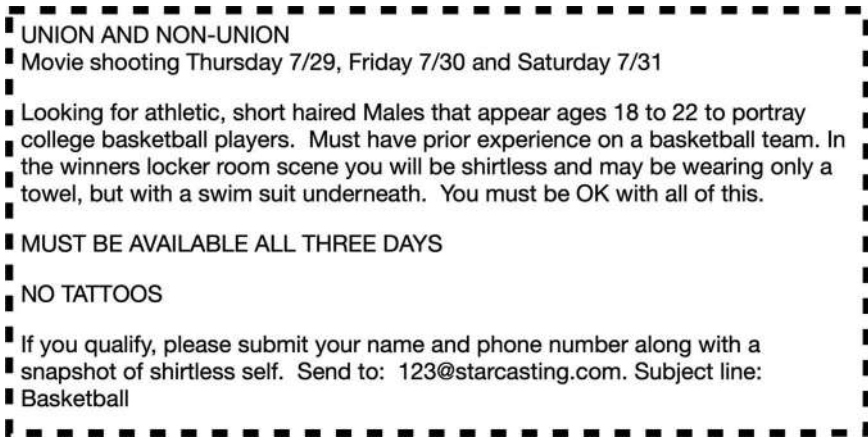 UNION AND NON-UNION
Movie shooting Thursday 7/29, Friday 7/30 and Saturday 7/31
Looking for athletic, short haired Males that appear ages 18 to 22 to portray
college basketball players.  Must have prior experience on a basketball team. In
the winners locker room scene you will be shirtless and may be wearing only a
towel, but with a swim suit underneath.  You must be OK with all of this.
MUST BE AVAILABLE ALL THREE DAYS
NO TATTOOS
If you qualify, please submit your name and phone number along with a
snapshot of shirtless self.  Send to:  123@starcasting.com. Subject line:
Basketball